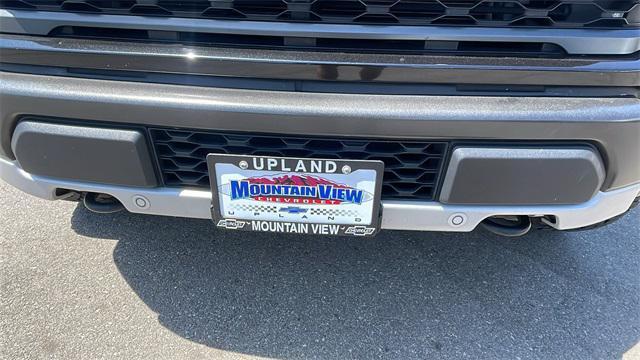 UPLAND
MOUNTAIN VIEW
CHEVROLET
UPLAND
MOUNTAIN VIEW